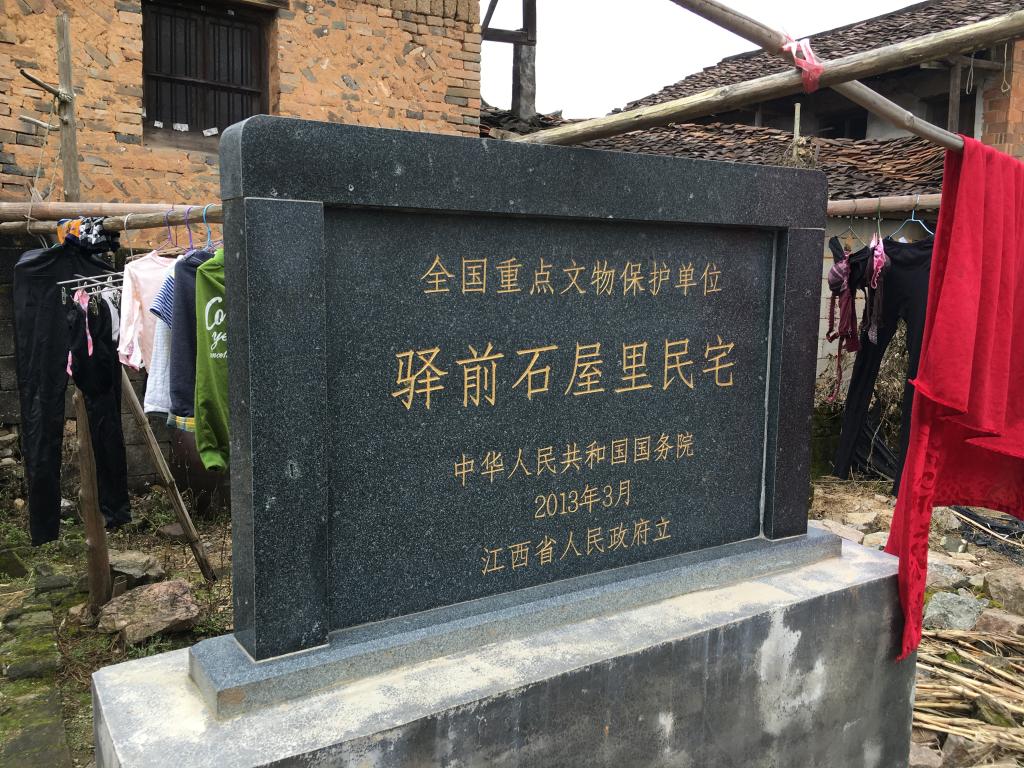 全国重点文物保护单位
驿前石屋里民宅
中华人民共和国国务院
2013年3月
江西省人民政府立